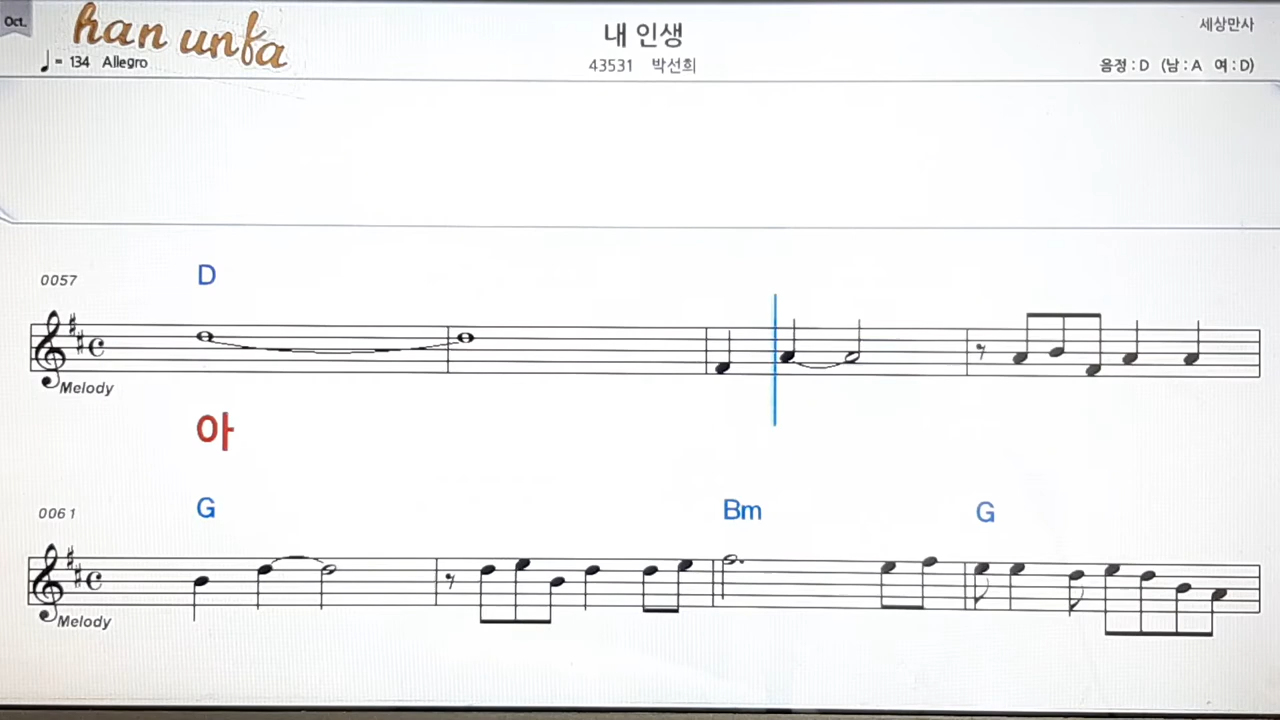 Oct.
han unfa
내 인생
세상만사
= 134 Allegro
43531 박선희
음정 : D (남 : A 여 : D)
0057
D
Melody
아
0061
G
Bm
G
Melody